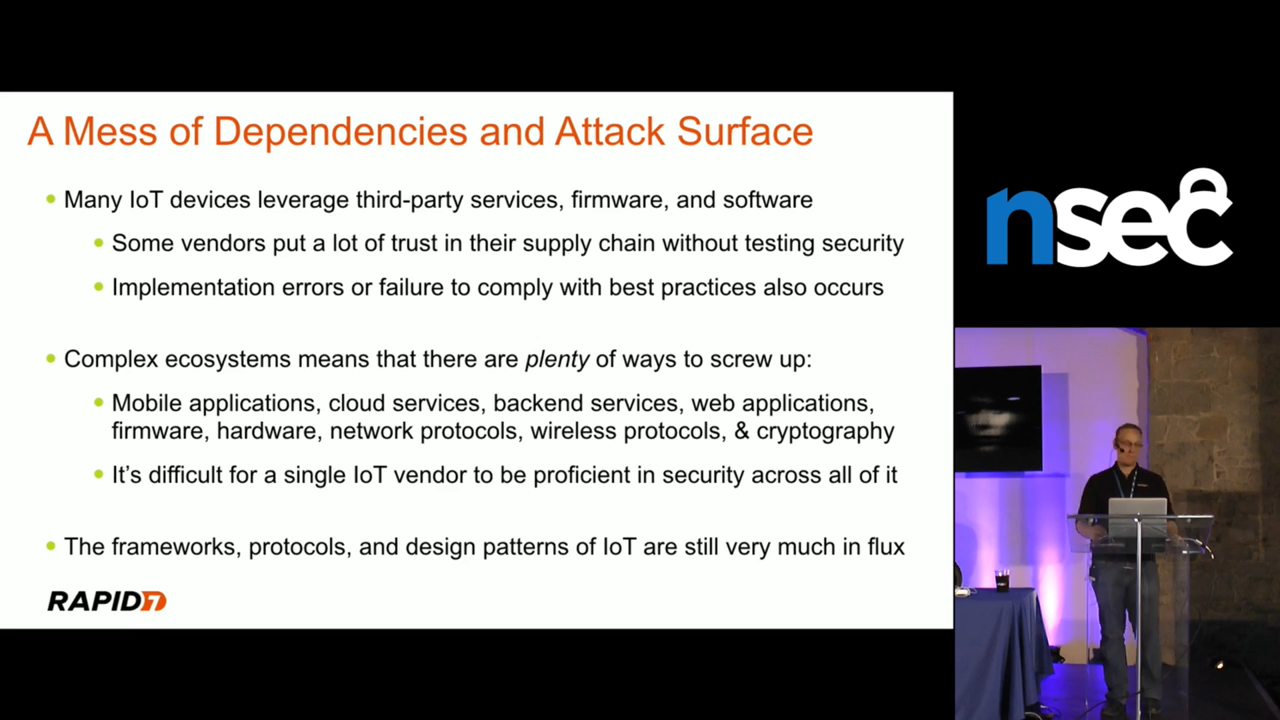 A Mess of Dependencies and Attack Surface
Many IoT devices leverage third-party services, firmware, and software
Some vendors put a lot of trust in their supply chain without testing security
Implementation errors or failure to comply with best practices also occurs
Complex ecosystems means that there are plenty of ways to screw up:
Mobile applications, cloud services, backend services, web applications,
firmware, hardware, network protocols, wireless protocols, & cryptography
It’s difficult for a single IoT vendor to be proficient in security across all of it
The frameworks, protocols, and design patterns of IoT are still very much in flux
RAPID7
nsec